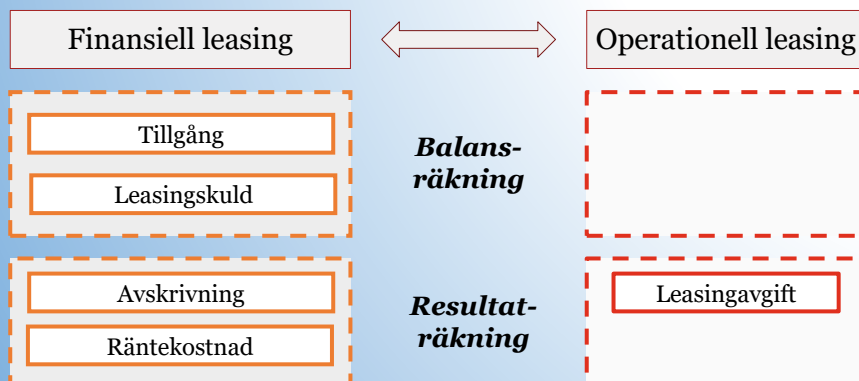 Finansiell leasing
Operationell leasing
Tillgång
Leasingskuld
Balans-
räkning
Avskrivning
Räntekostnad
Resultat-
räkning
Leasingavgift